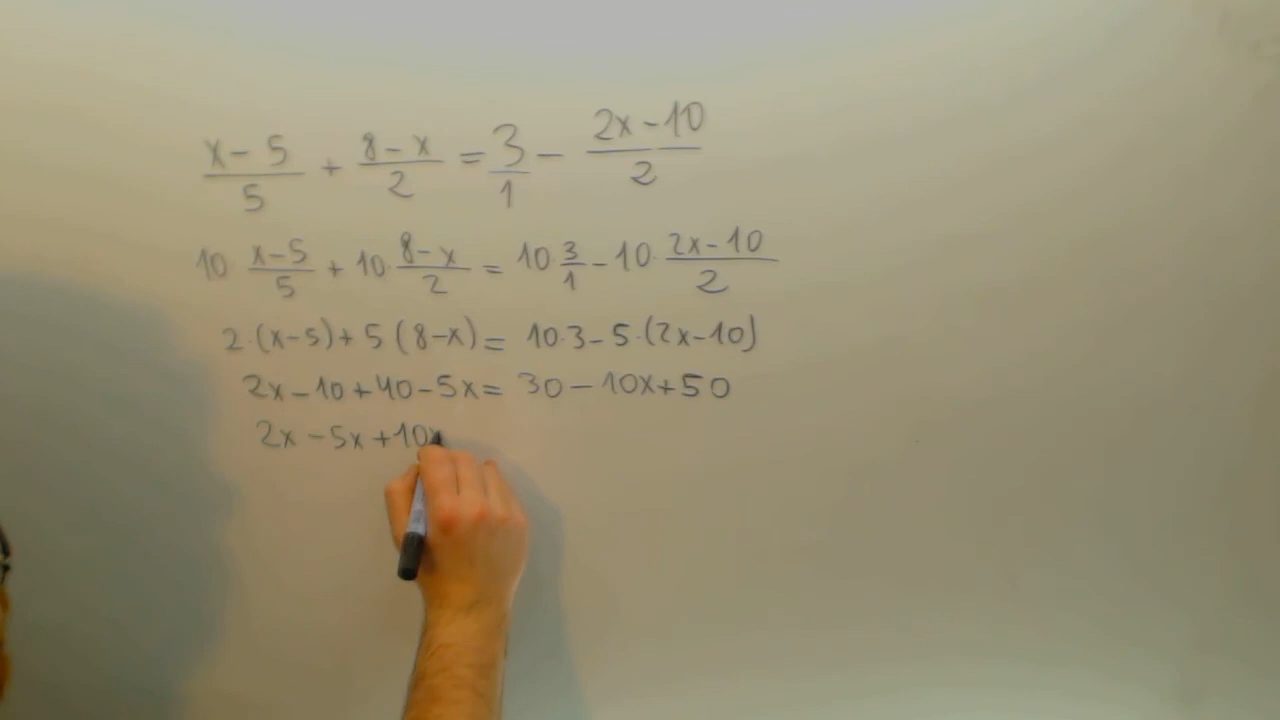 x-5/5 + 8-x/2 = 3/1 - 2x-10/2
10· x-5/5 + 10· 8-x/2 = 10· 3/1 - 10· 2x-10/2
2·(x-5)+5(8-x)= 10·3-5·(2x-10)
2x-10+40-5x= 30-10x+50
2x-5x+10x